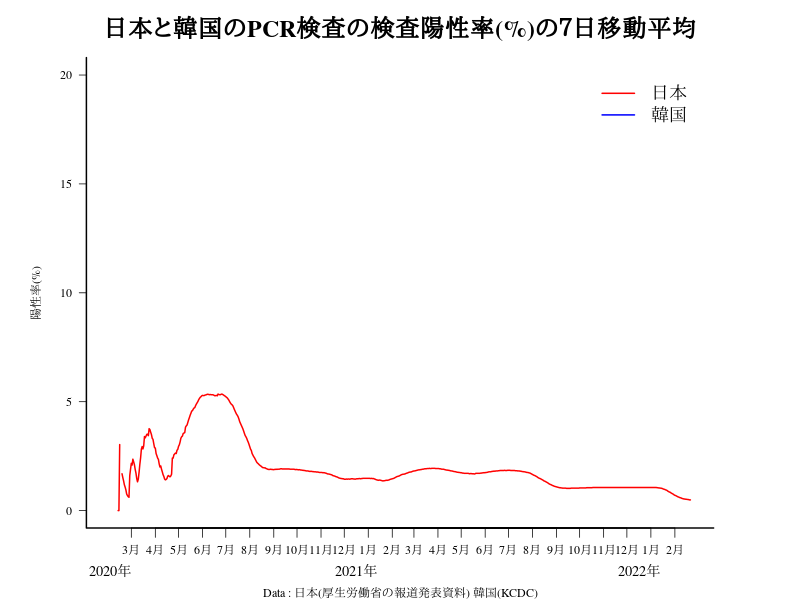 日本と韓国のPCR検査の検査陽性率(%)の7日移動平均
日本
韓国
陽性率(%)
20
15
10
5
0
3月 4月 5月 6月 7月 8月 9月 10月 11月 12月 1月 2月 3月 4月 5月 6月 7月 8月 9月 10月 11月 12月 1月 2月
2020年 2021年 2022年
Data : 日本(厚生労働省の報道発表資料) 韓国(KCDC)